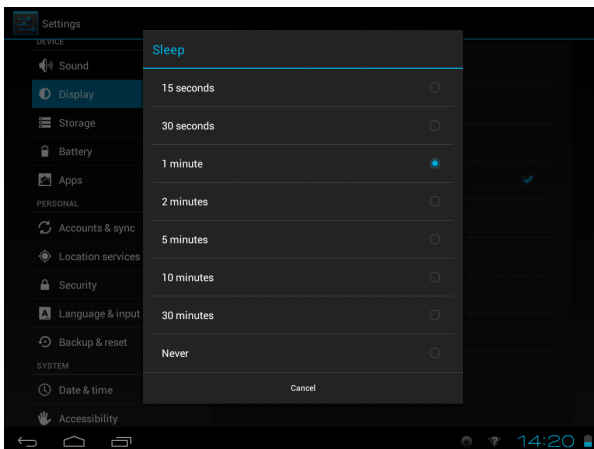 Settings
DEVICE
Sound
Display
Storage
Battery
Apps
PERSONAL
Accounts & sync
Location services
Security
Language & input
Backup & reset
SYSTEM
Date & time
Accessibility
Sleep
15 seconds
30 seconds
1 minute
2 minutes
5 minutes
10 minutes
30 minutes
Never
Cancel
14:20